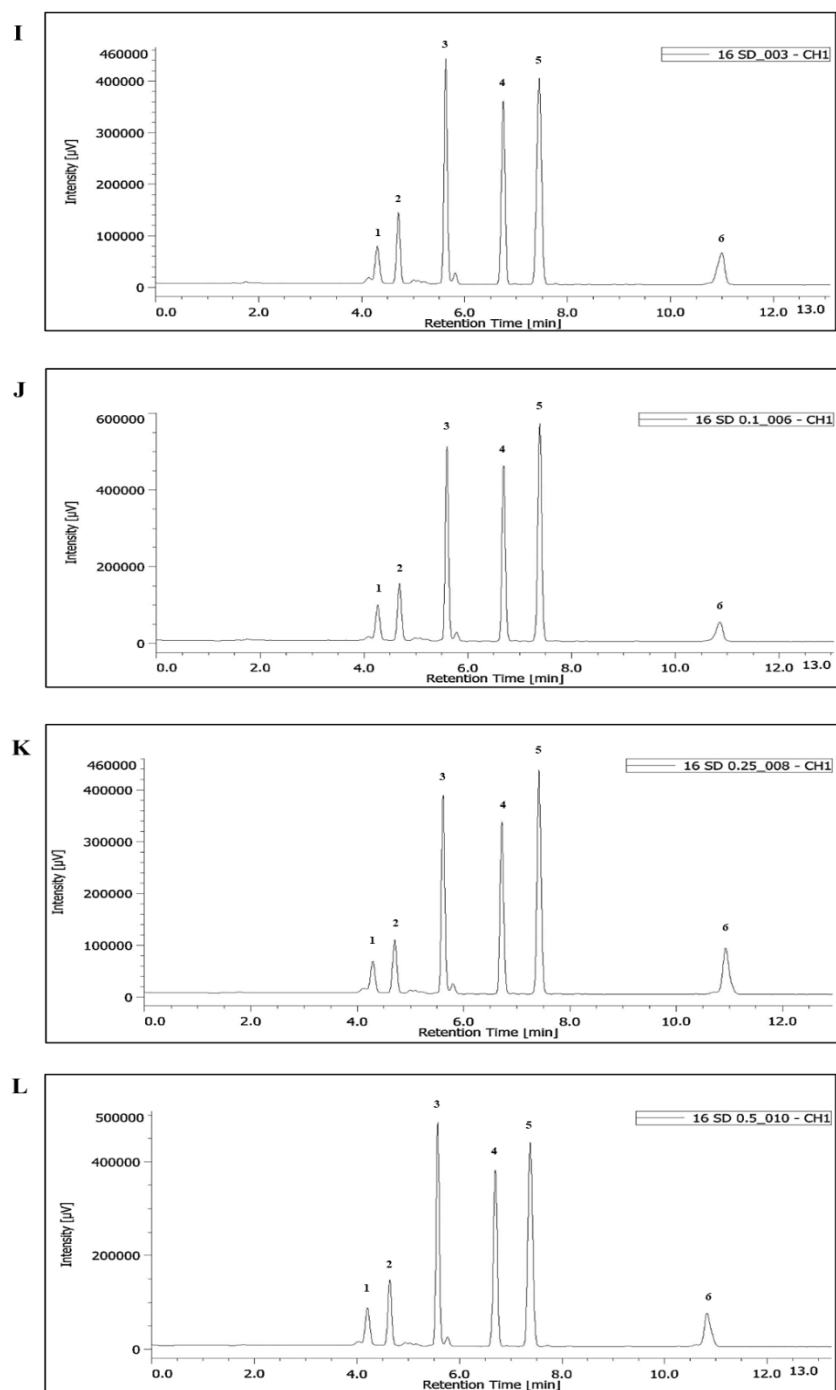 I
460000
400000
300000
200000
100000
0
Intensity [µV]
16 SD_003 - CH1
1
2
3
4
5
6
0.0 2.0 4.0 6.0 8.0 10.0 12.0 13.0
Retention Time [min]
J
600000
400000
200000
0
Intensity [µV]
16 SD 0.1_006 - CH1
1
2
3
4
5
6
0.0 2.0 4.0 6.0 8.0 10.0 12.0 13.0
Retention Time [min]
K
460000
400000
300000
200000
100000
0
Intensity [µV]
16 SD 0.25_008 - CH1
1
2
3
4
5
6
0.0 2.0 4.0 6.0 8.0 10.0 12.0
Retention Time [min]
L
500000
400000
200000
0
Intensity [µV]
16 SD 0.5_010 - CH1
1
2
3
4
5
6
0.0 2.0 4.0 6.0 8.0 10.0 12.0 13.0
Retention Time [min]